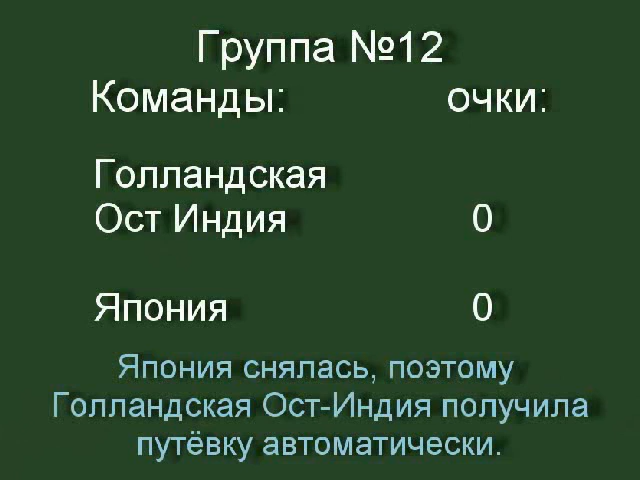 Группа №12
Команды: очки:
Голландская
Ост Индия 0
Япония 0
Япония снялась, поэтому
Голландская Ост-Индия получила
путёвку автоматически.